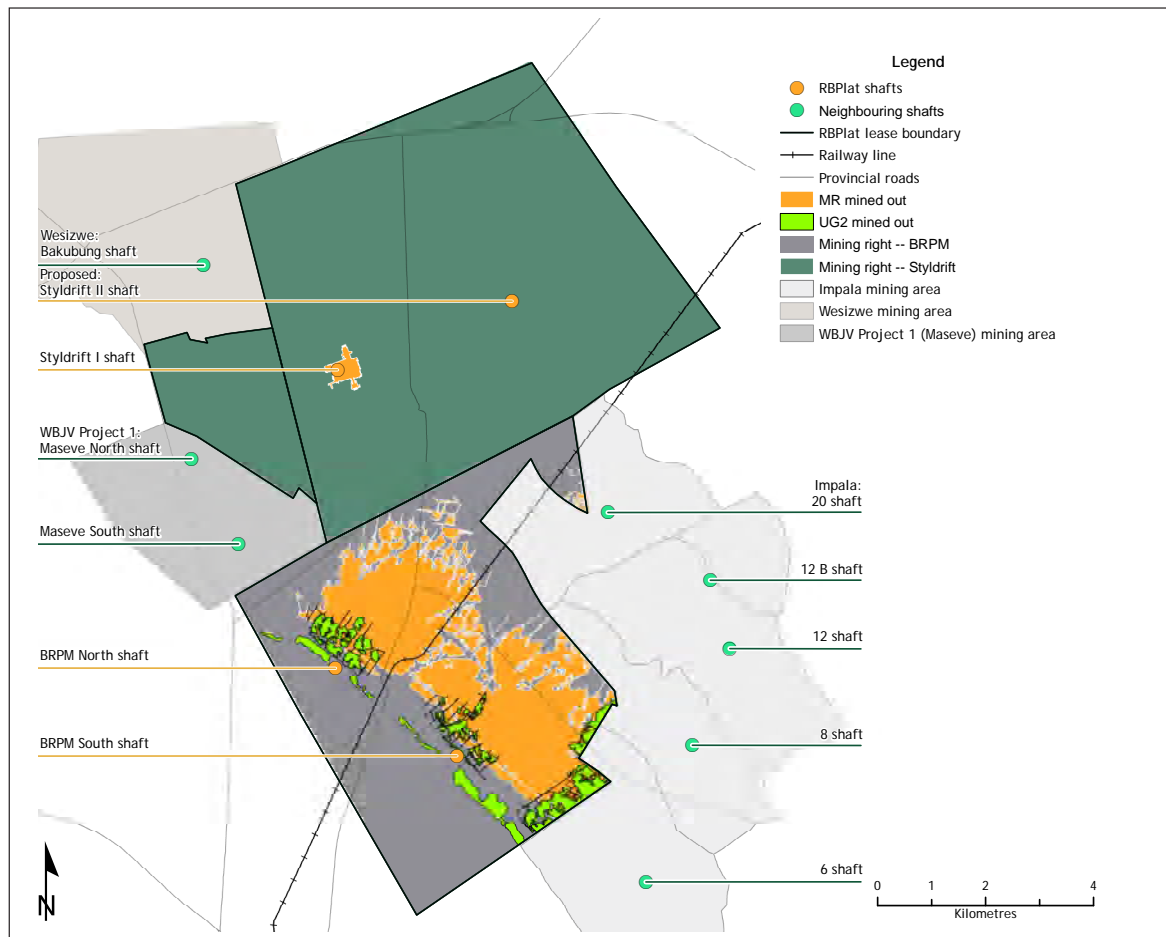 Legend
RBPlat shafts
Neighbouring shafts
RBPlat lease boundary
Railway line
Provincial roads
MR mined out
UG2 mined out
Mining right -- BRPM
Mining right -- Styldrift
Impala mining area
Wesizwe mining area
WBJV Project 1 (Maseve) mining area
Wesizwe:
Bakubung shaft
Proposed:
Styldrift II shaft
Styldrift I shaft
WBJV Project 1:
Maseve North shaft
Maseve South shaft
BRPM North shaft
BRPM South shaft
Impala:
20 shaft
12 B shaft
12 shaft
8 shaft
6 shaft
N
0 1 2 4
Kilometres